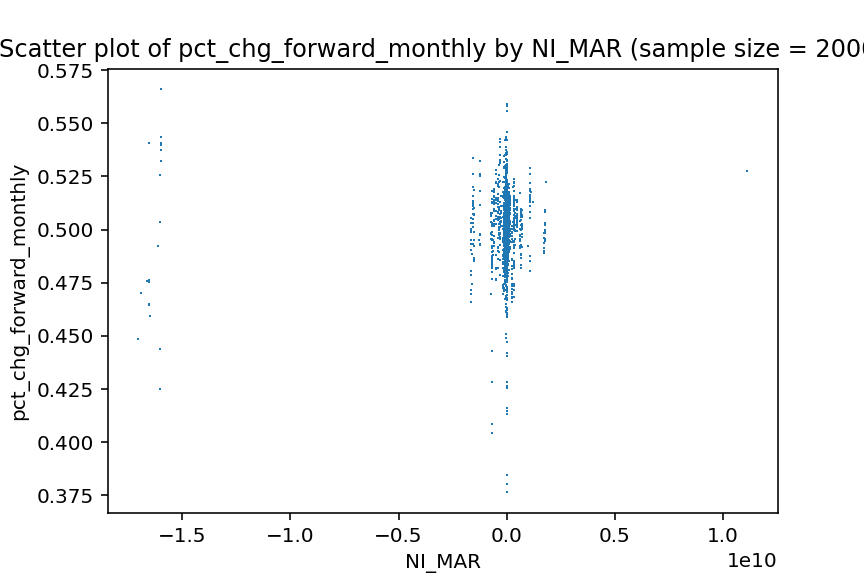 Scatter plot of pct_chg_forward_monthly by NI_MAR (sample size = 200
0.575
0.550
0.525
0.500
0.475
0.450
0.425
0.400
0.375
pct_chg_forward_monthly
−1.5 −1.0 −0.5 0.0 0.5 1.0
1e10
NI_MAR